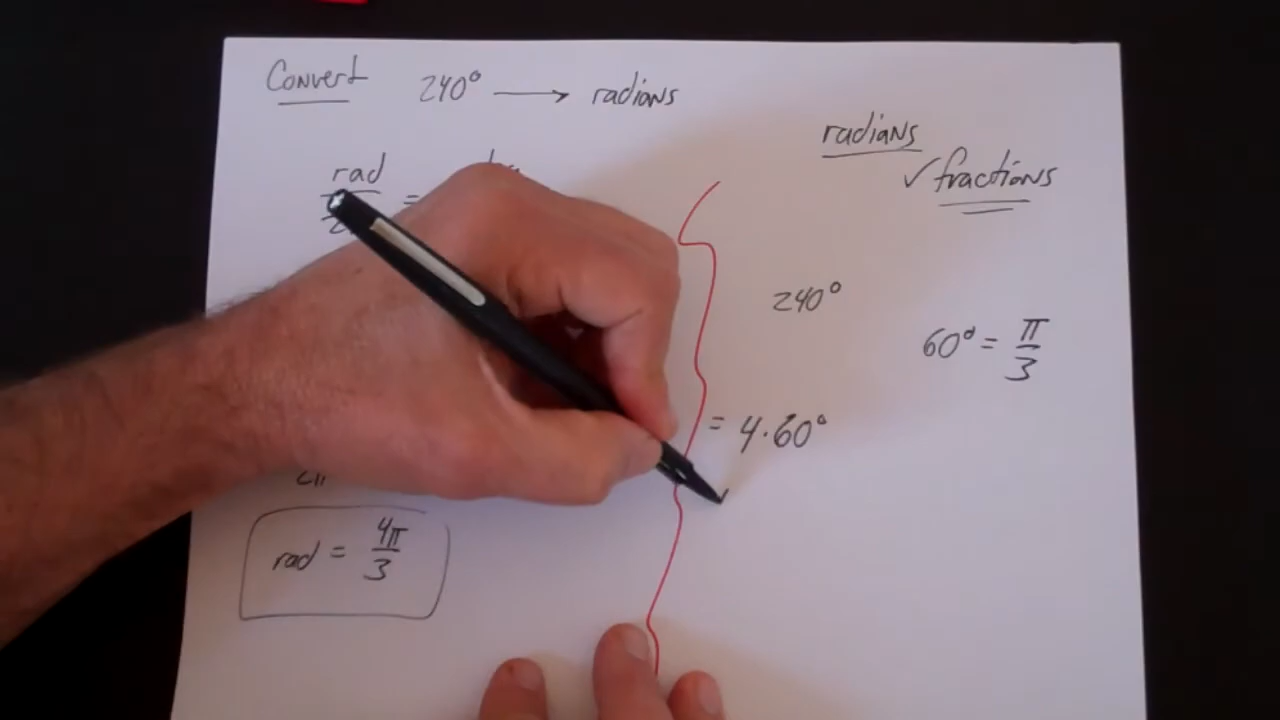 Convert 240° → radians
rad
=
rad = 4π/3
radians
✓ fractions
240°
60° = π/3
= 4·60°